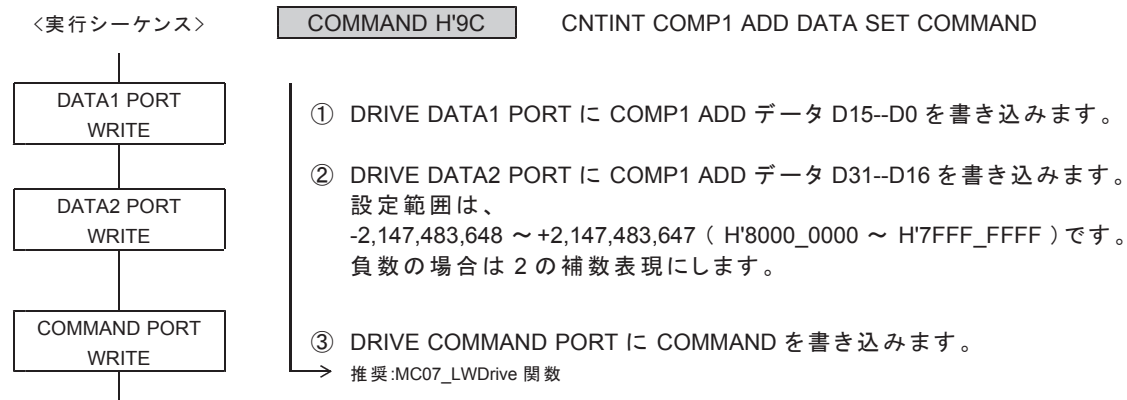 <実行シーケンス>
COMMAND H'9C
CNTINT COMP1 ADD DATA SET COMMAND
DATA1 PORT
WRITE
① DRIVE DATA1 PORT に COMP1 ADD データ D15--D0 を書き込みます。
DATA2 PORT
WRITE
② DRIVE DATA2 PORT に COMP1 ADD データ D31--D16 を書き込みます。
設定範囲は、
-2,147,483,648 ～ +2,147,483,647 ( H'8000_0000 ～ H'7FFF_FFFF ) です。
負数の場合は 2 の補数表現にします。
COMMAND PORT
WRITE
③ DRIVE COMMAND PORT に COMMAND を書き込みます。
推奨:MC07_LWDrive 関数